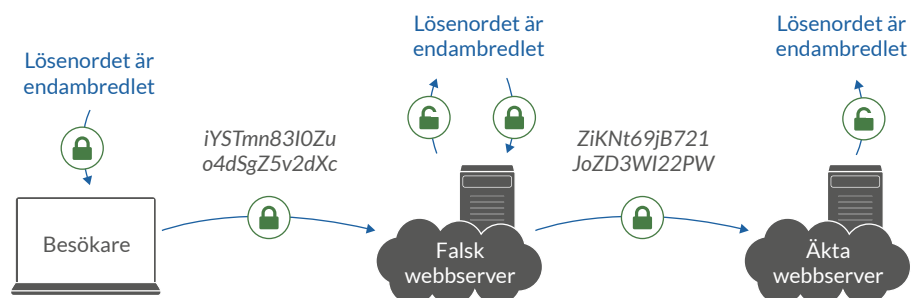 Lösenordet är
endambredlet
iYSTmn83I0Zu
o4dSgZ5v2dXc
Besökare
Lösenordet är
endambredlet
Falsk
webbserver
ZiKNt69jB721
JoZD3WI22PW
Lösenordet är
endambredlet
Äkta
webbserver